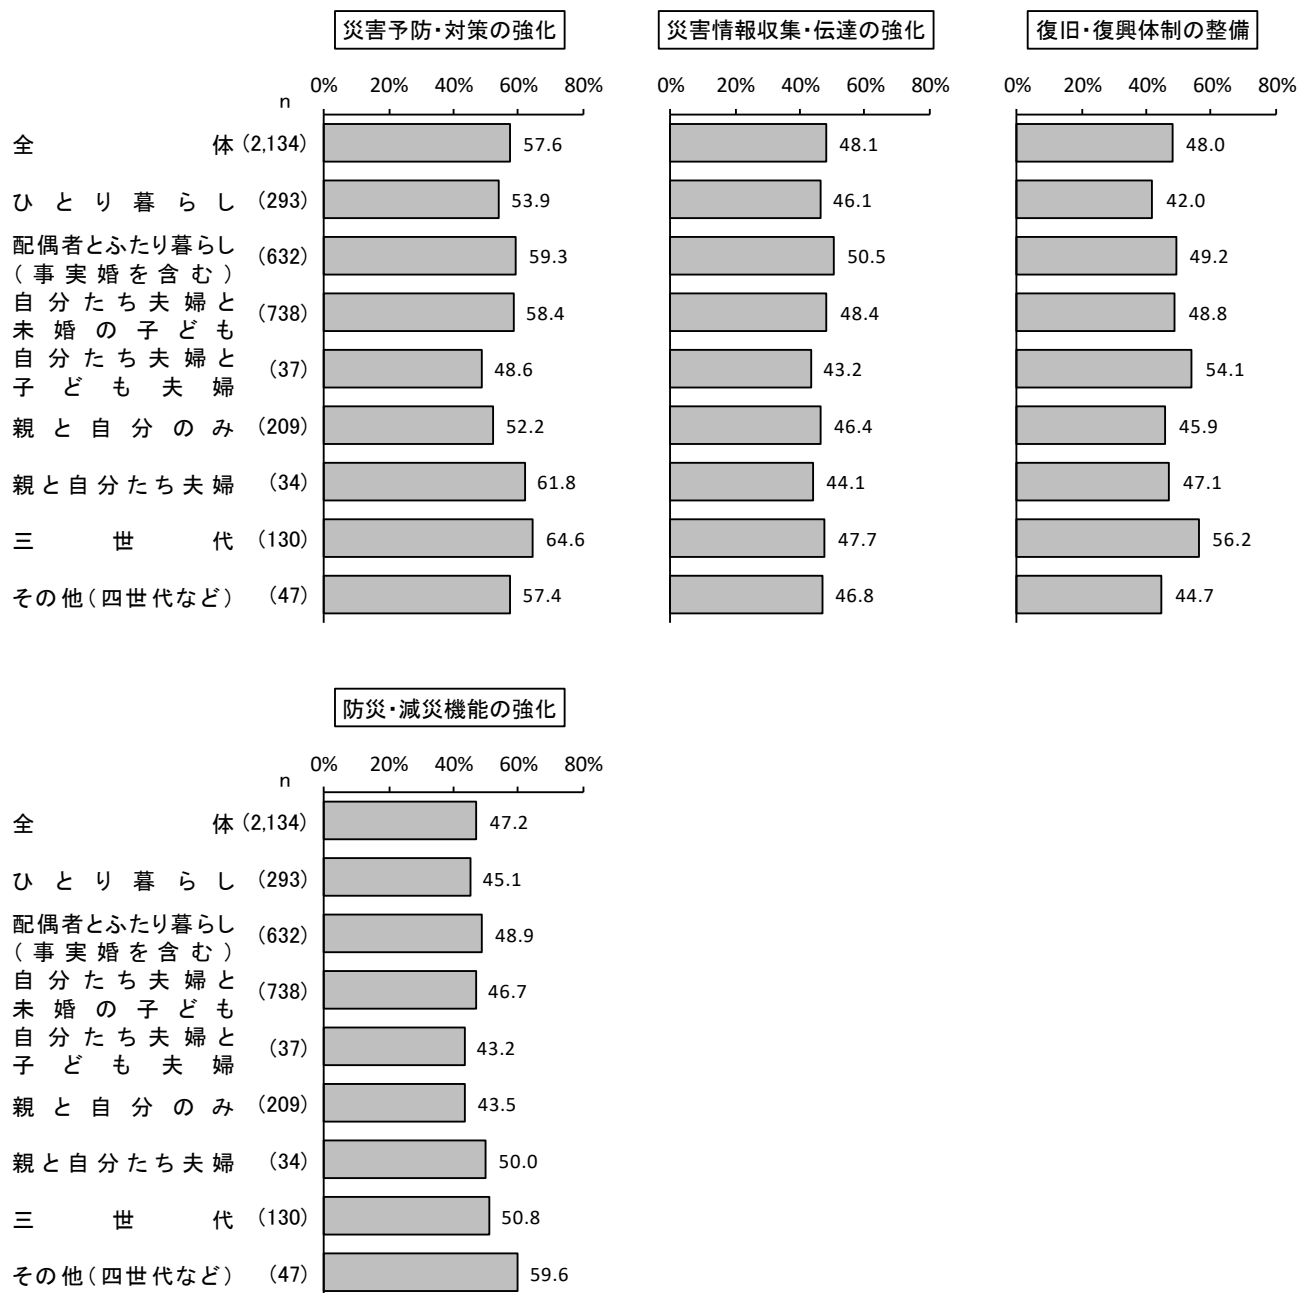 災害予防・対策の強化 災害情報収集・伝達の強化 復旧・復興体制の整備
0% 20% 40% 60% 80% 0% 20% 40% 60% 80% 0% 20% 40% 60% 80%
n
全体 (2,134) 57.6 48.1 48.0
ひとり暮らし (293) 53.9 46.1 42.0
配偶者とふたり暮らし
(事実婚を含む) (632) 59.3 50.5 49.2
自分たち夫婦と
未婚の子ども (738) 58.4 48.4 48.8
自分たち夫婦と
子ども夫婦 (37) 48.6 43.2 54.1
親と自分のみ (209) 52.2 46.4 45.9
親と自分たち夫婦 (34) 61.8 44.1 47.1
三世代 (130) 64.6 47.7 56.2
その他(四世代など) (47) 57.4 46.8 44.7
防災・減災機能の強化
0% 20% 40% 60% 80%
n
全体 (2,134) 47.2
ひとり暮らし (293) 45.1
配偶者とふたり暮らし
(事実婚を含む) (632) 48.9
自分たち夫婦と
未婚の子ども (738) 46.7
自分たち夫婦と
子ども夫婦 (37) 43.2
親と自分のみ (209) 43.5
親と自分たち夫婦 (34) 50.0
三世代 (130) 50.8
その他(四世代など) (47) 59.6